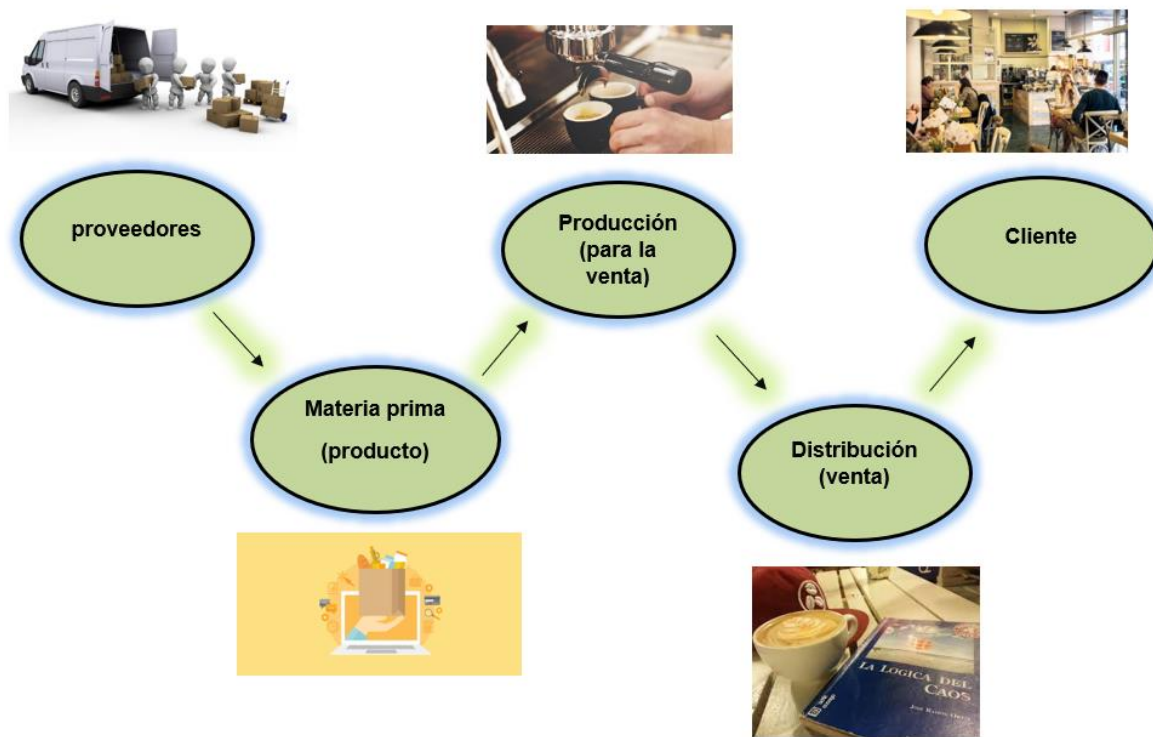 proveedores
Materia prima
(producto)
Producción
(para la
venta)
Distribución
(venta)
Cliente
LA LOGICA DEL
CAOS